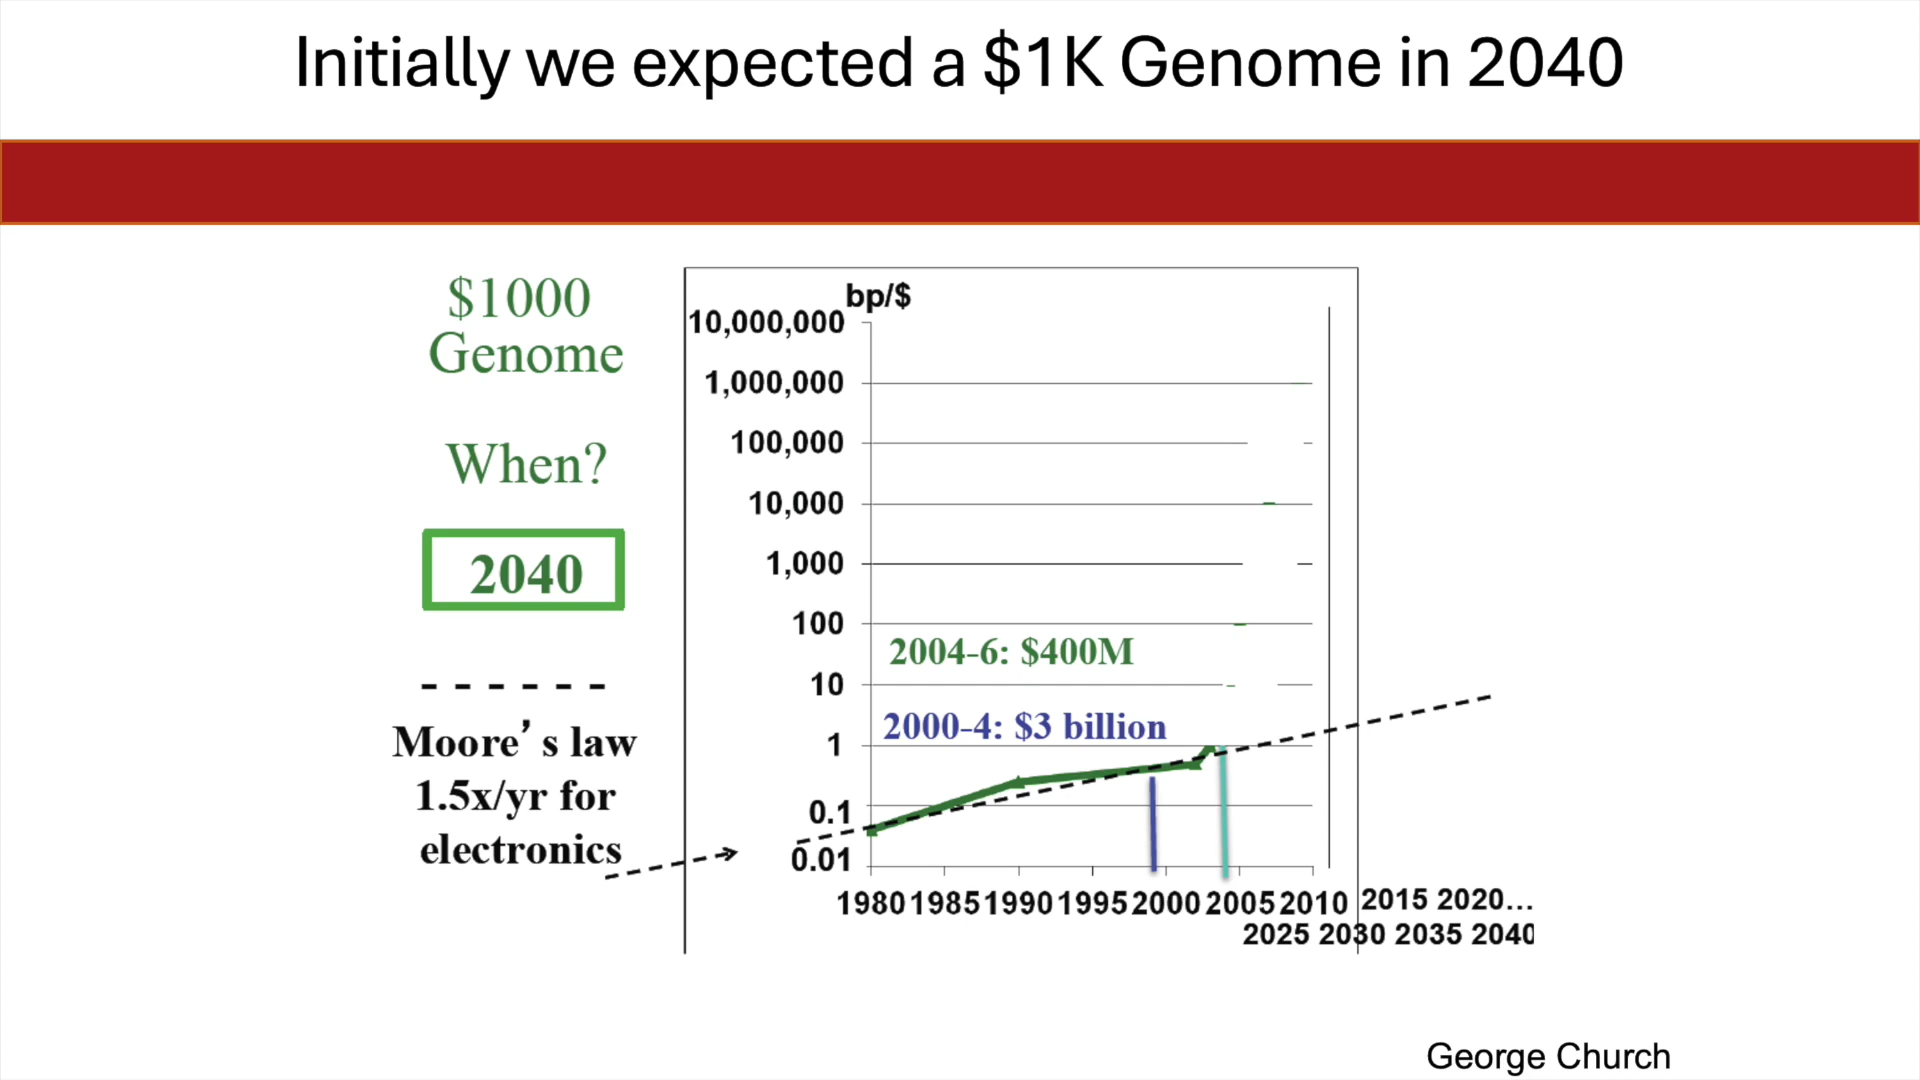 Initially we expected a $1K Genome in 2040
$1000
Genome
When?
2040
Moore’s law
1.5x/yr for
electronics
bp/$
10,000,000
1,000,000
100,000
10,000
1,000
100
2004-6: $400M
10
2000-4: $3 billion
1
0.1
0.01
1980 1985 1990 1995 2000 2005 2010 2015 2020...
2025 2030 2035 2040
George Church